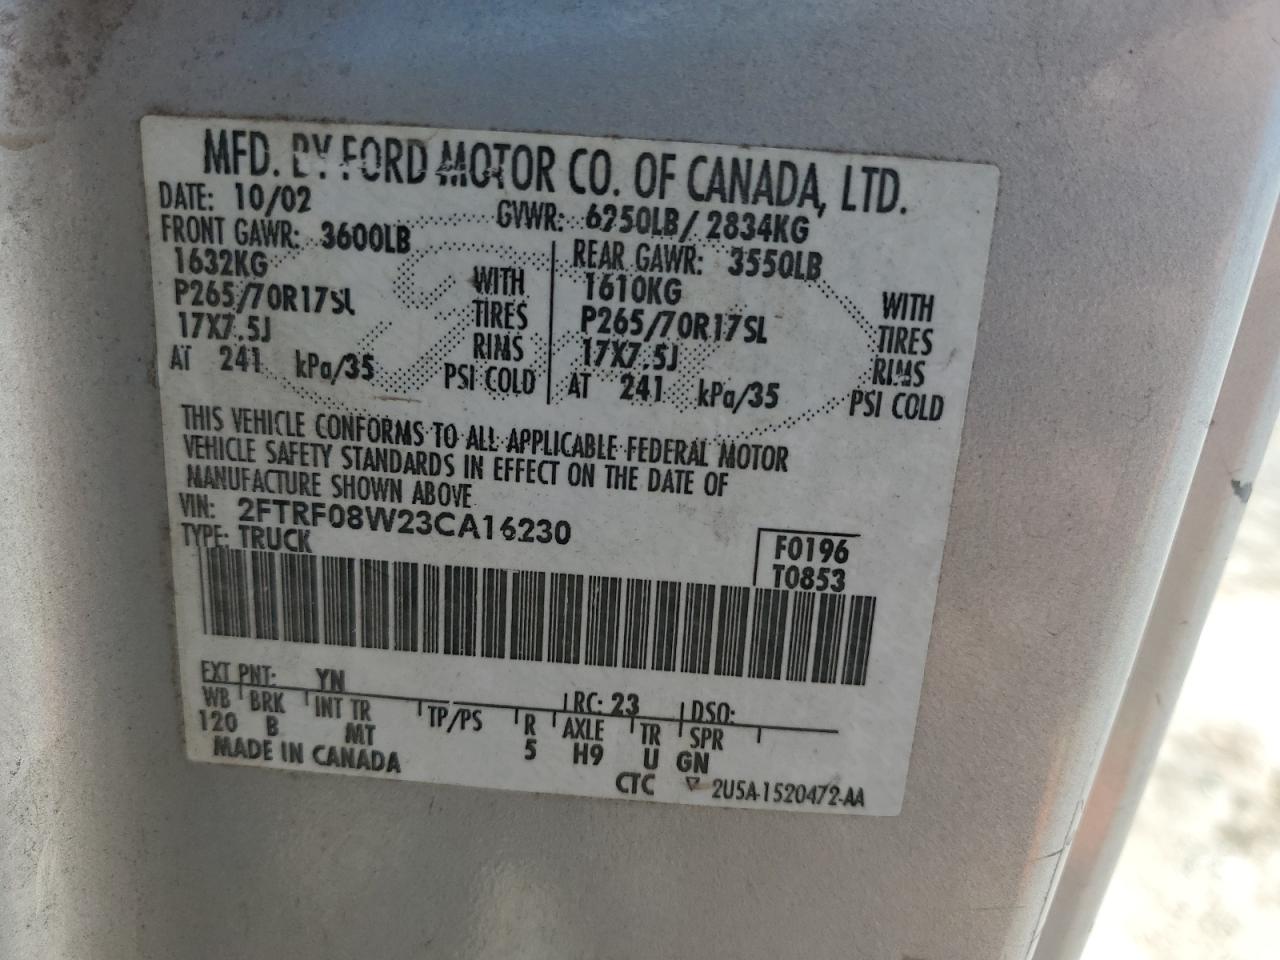 MFD. BY FORD MOTOR CO. OF CANADA, LTD.
DATE: 10/02 GVWR: 6250LB/ 2834KG
FRONT GAWR: 3600LB REAR GAWR: 3550LB
1632KG WITH 1610KG WITH
P265/70R17SL TIRES P265/70R17SL TIRES
17X7.5J RIMS 17X7.5J RIMS
AT 241 kPa/35 PSI COLD AT 241 kPa/35 PSI COLD
THIS VEHICLE CONFORMS TO ALL APPLICABLE FEDERAL MOTOR
VEHICLE SAFETY STANDARDS IN EFFECT ON THE DATE OF
MANUFACTURE SHOWN ABOVE
VIN: 2FTRF08W23CA16230
TYPE: TRUCK F0196
T0853
EXT PNT: YN RC: 23 DSO:
WB BRK INT TR TP/PS R AXLE TR SPR
120 B MT 5 H9 U GN
MADE IN CANADA CTC ▽ 2U5A-1520472-AA